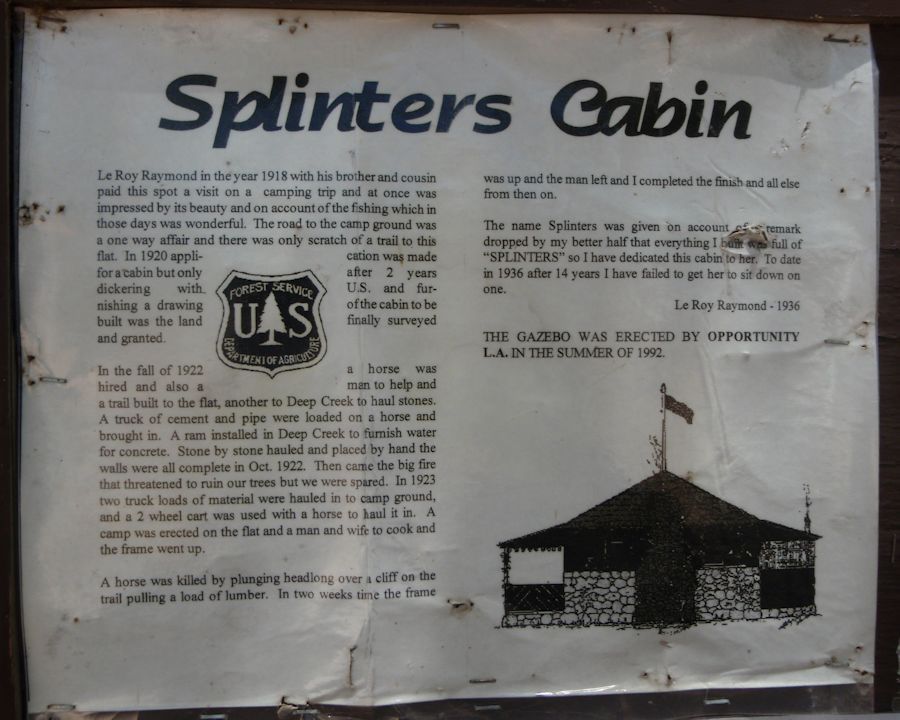 Splinters Cabin
Le Roy Raymond in the year 1918 with his brother and cousin
paid this spot a visit on a camping trip and at once was
impressed by its beauty and on account of the fishing which in
those days was wonderful. The road to the camp ground was
a one way affair and there was only scratch of a trail to this
flat. In 1920 appli- cation was made
for a cabin but only after 2 years
dickering with U.S. and fur-
nishing a drawing of the cabin to be
built was the land finally surveyed
and granted.
FOREST SERVICE
U S
DEPARTMENT OF AGRICULTURE
In the fall of 1922 a horse was
hired and also a man to help and
a trail built to the flat, another to Deep Creek to haul stones.
A truck of cement and pipe were loaded on a horse and
brought in. A ram installed in Deep Creek to furnish water
for concrete. Stone by stone hauled and placed by hand the
walls were all complete in Oct. 1922. Then came the big fire
that threatened to ruin our trees but we were spared. In 1923
two truck loads of material were hauled in to camp ground,
and a 2 wheel cart was used with a horse to haul it in. A
camp was erected on the flat and a man and wife to cook and
the frame went up.
A horse was killed by plunging headlong over a cliff on the
trail pulling a load of lumber. In two weeks time the frame
was up and the man left and I completed the finish and all else
from then on.
The name Splinters was given on account of remark
dropped by my better half that everything I built was full of
“SPLINTERS” so I have dedicated this cabin to her. To date
in 1936 after 14 years I have failed to get her to sit down on
one.
Le Roy Raymond - 1936
THE GAZEBO WAS ERECTED BY OPPORTUNITY
L.A. IN THE SUMMER OF 1992.